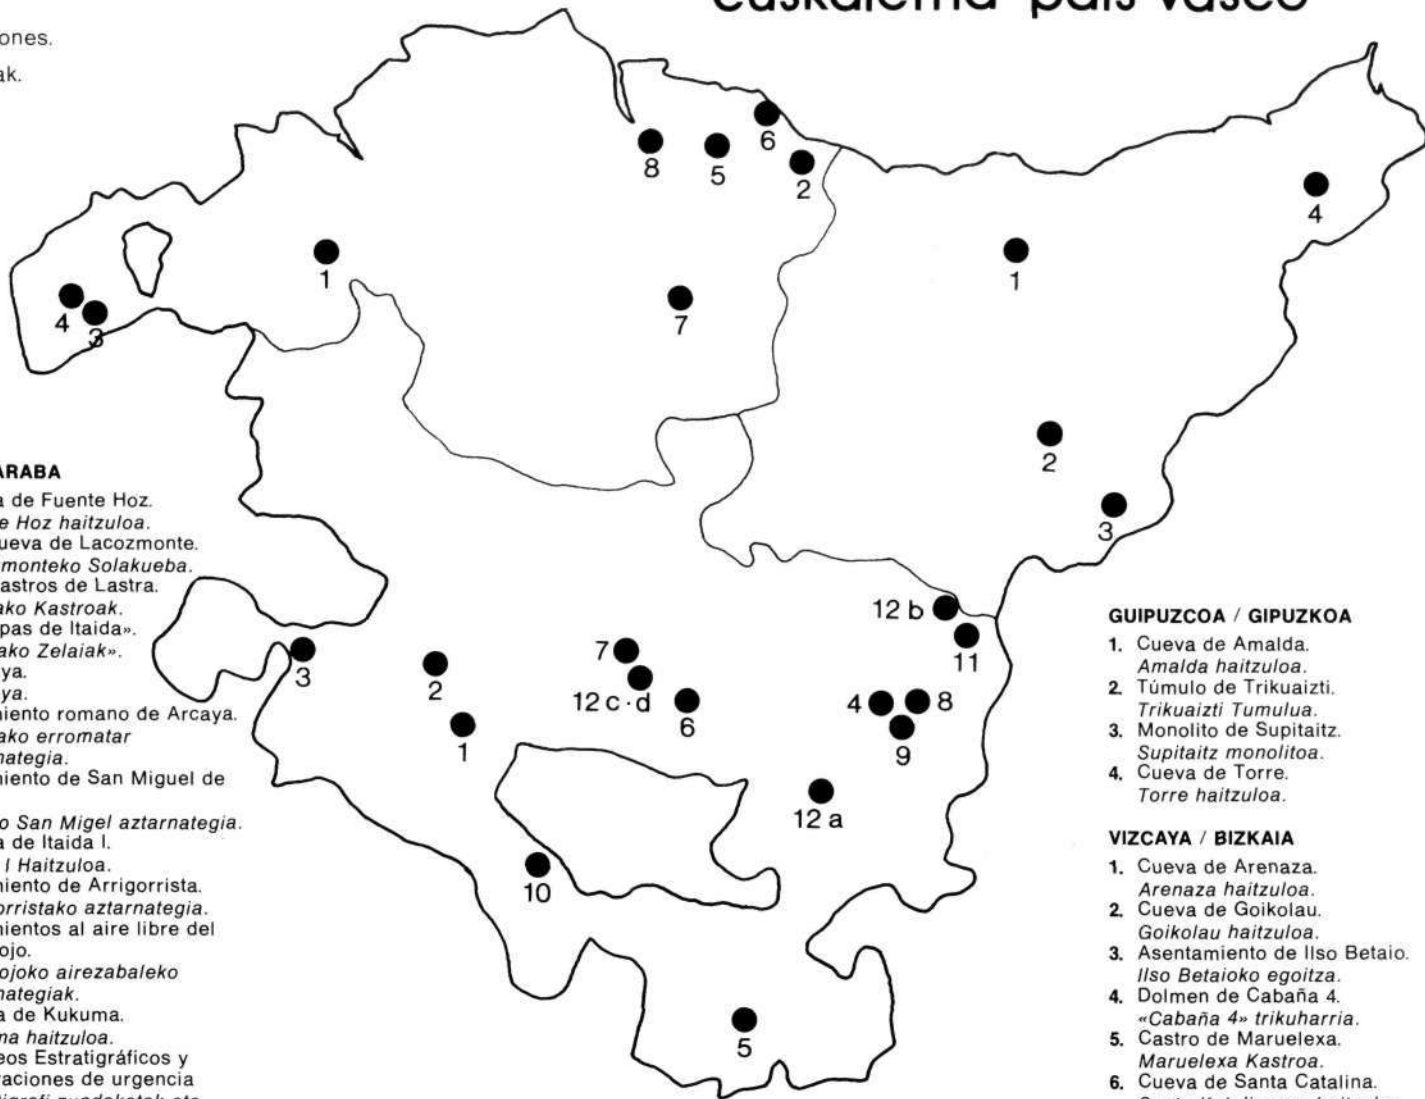 euskalerria país vasco
ones.
ak.
6
8
5
2
4
1
1
4
3
7
2
3
12 b
11
3
2
7
12 c·d
6
4
8
9
1
12 a
10
5
ARABA
a de Fuente Hoz.
e Hoz haitzuloa.
ueva de Lacozmonte.
monteko Solakueba.
astros de Lastra.
ako Kastroak.
pas de Itaida».
ako Zelaiak».
ya.
ya.
miento romano de Arcaya.
ako erromatar
nategia.
miento de San Miguel de
o San Migel aztarnategia.
a de Itaida I.
I Haitzuloa.
miento de Arrigorrista.
orristako aztarnategia.
mientos al aire libre del
ojo.
ojoko airezabaleko
nategiak.
a de Kukuma.
ma haitzuloa.
eos Estratigráficos y
raciones de urgencia
GUIPUZCOA / GIPUZKOA
1. Cueva de Amalda.
Amalda haitzuloa.
2. Túmulo de Trikuaizti.
Trikuaizti Tumulua.
3. Monolito de Supitaitz.
Supitaitz monolitoa.
4. Cueva de Torre.
Torre haitzuloa.
VIZCAYA / BIZKAIA
1. Cueva de Arenaza.
Arenaza haitzuloa.
2. Cueva de Goikolau.
Goikolau haitzuloa.
3. Asentamiento de Ilso Betaio.
Ilso Betaioko egoitza.
4. Dolmen de Cabaña 4.
«Cabaña 4» trikuharria.
5. Castro de Maruelexa.
Maruelexa Kastroa.
6. Cueva de Santa Catalina.